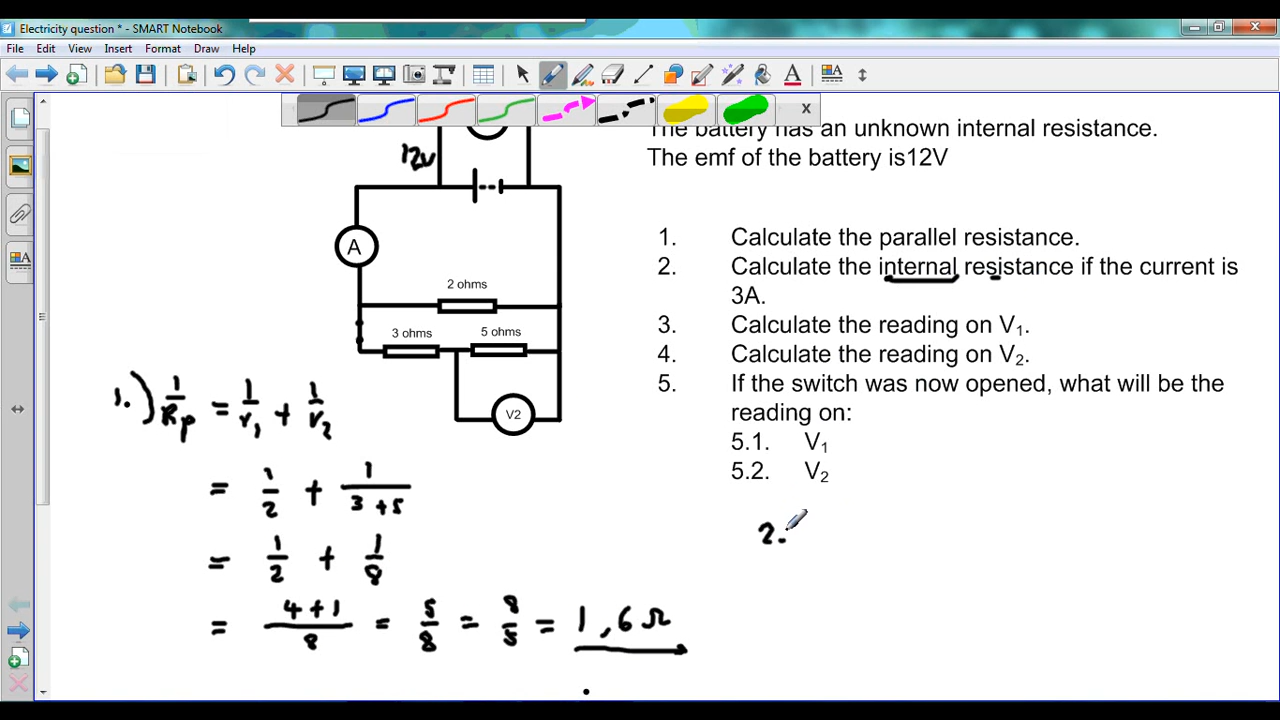 Electricity question * - SMART Notebook
File Edit View Insert Format Draw Help
x
The battery has an unknown internal resistance.
The emf of the battery is12V
12V
A
2 ohms
3 ohms
5 ohms
V2
1. Calculate the parallel resistance.
2. Calculate the internal resistance if the current is
3A.
3. Calculate the reading on V₁.
4. Calculate the reading on V₂.
5. If the switch was now opened, what will be the
reading on:
5.1. V₁
5.2. V₂
1.) 1/Rp = 1/r₁ + 1/r₂
= 1/2 + 1/(3+5)
= 1/2 + 1/8
= (4+1)/8 = 5/8 = 8/5 = 1,6 Ω
2.